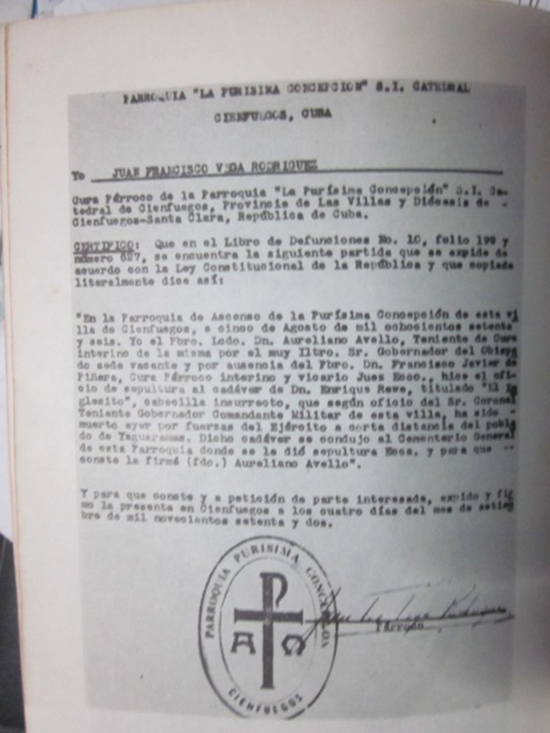 PARROQUIA "LA PURISIMA CONCEPCION" S.I. CATEDRAL
CIENFUEGOS, CUBA
Yo JUAN FRANCISCO VEGA RODRIGUEZ
Cura Párroco de la Parroquia "La Purísima Concepción" S.I. Ca-
tedral de Cienfuegos, Provincia de Las Villas y Diócesis de -
Cienfuegos-Santa Clara, República de Cuba.
CERTIFICO: Que en el Libro de Defunciones No. 10, folio 199 y
número 627, se encuentra la siguiente partida que se expide de
acuerdo con la Ley Constitucional de la República y que copiada
literalmente dice así:
"En la Parroquia de Ascenso de la Purísima Concepción de esta vi
lla de Cienfuegos, a cinco de Agosto de mil ochocientos setenta
y seis. Yo el Pbro. Ldo. Dn. Aureliano Avello, Teniente de Cura
interino de la misma por el muy Iltro. Sr. Gobernador del Obispa
do sede vacante y por ausencia del Pbro. Dn. Francisco Javier de
Piñera, Cura Párroco interino y vicario Juez Ecco., hice el ofi
cio de sepultura al cadáver de Dn. Enrique Reve, titulado "El In
glesito", cabecilla insurrecto, que según oficio del Sr. Coronel
Teniente Gobernador Comandante Militar de esta villa, ha sido -
muerto ayer por fuerzas del Ejército a corta distancia del pobla
do de Yaguaramas. Dicho cadáver se condujo al Cementerio General
de esta Parroquia donde se le dió sepultura Ecca. y para que --
conste la firmé (fdo.) Aureliano Avello".
Y para que conste y a petición de parte interesada, expido y fir
mo la presente en Cienfuegos a los cuatro días del mes de setiem
bre de mil novecientos setenta y dos.
PARROQUIA PURISIMA CONCEPCION
A
CIENFUEGOS
Párroco